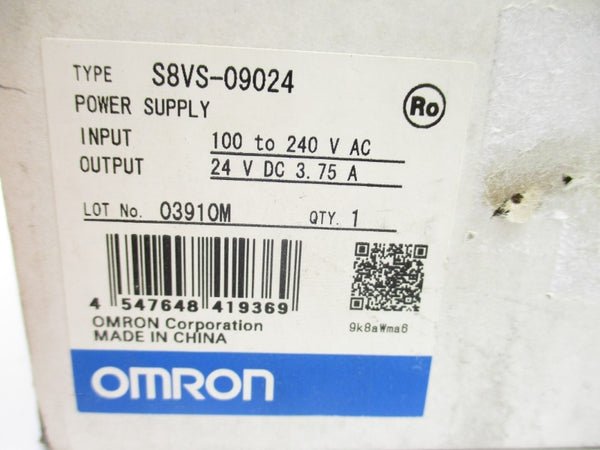 TYPE S8VS-09024
POWER SUPPLY
Ro
INPUT 100 to 240 V AC
OUTPUT 24 V DC 3.75 A
LOT No. 03910M QTY. 1
4 547648 419369
9k8aWma6
OMRON Corporation
MADE IN CHINA
OMRON